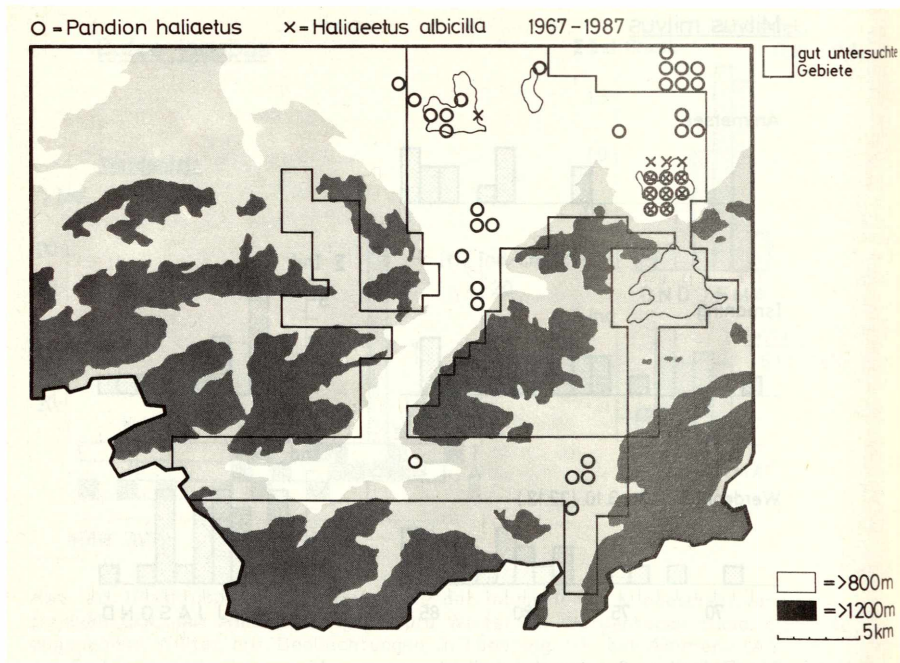 O = Pandion haliaetus × = Haliaeetus albicilla 1967-1987
gut untersuchte
Gebiete
=>800m
=>1200m
5km